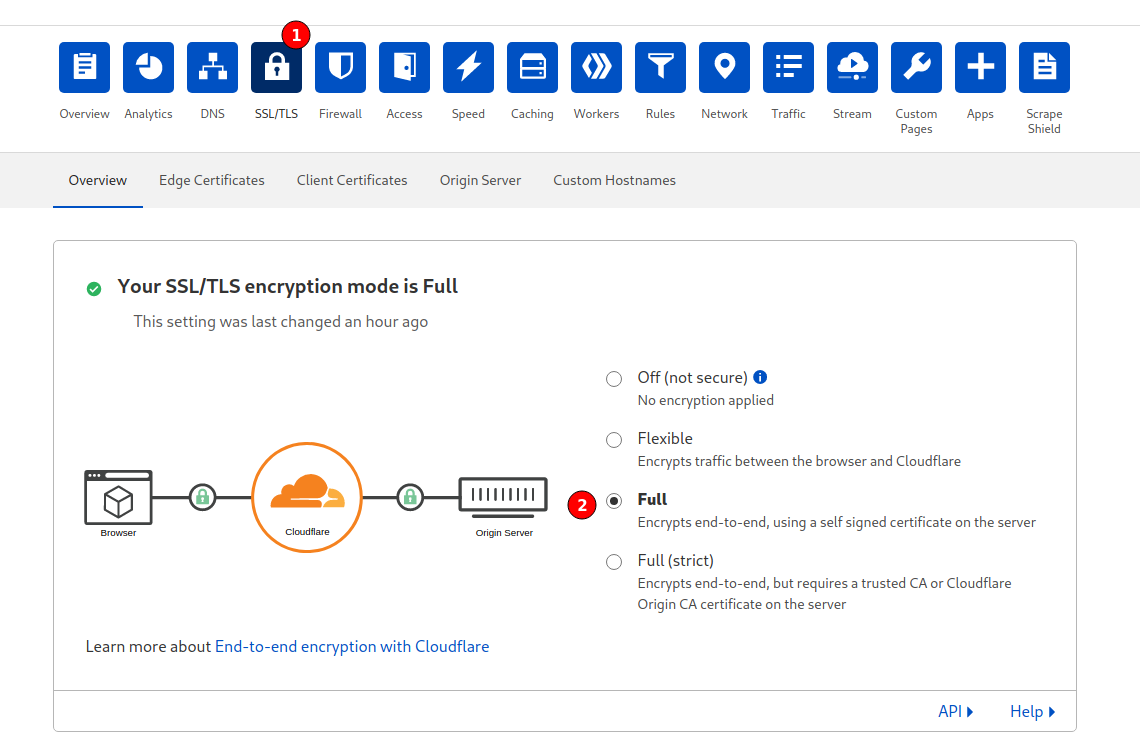 1
Overview
Analytics
DNS
SSL/TLS
Firewall
Access
Speed
Caching
Workers
Rules
Network
Traffic
Stream
Custom
Pages
Apps
Scrape
Shield
Overview
Edge Certificates
Client Certificates
Origin Server
Custom Hostnames
Your SSL/TLS encryption mode is Full
This setting was last changed an hour ago
Browser
Cloudflare
Origin Server
Off (not secure)
No encryption applied
Flexible
Encrypts traffic between the browser and Cloudflare
2
Full
Encrypts end-to-end, using a self signed certificate on the server
Full (strict)
Encrypts end-to-end, but requires a trusted CA or Cloudflare
Origin CA certificate on the server
Learn more about End-to-end encryption with Cloudflare
API
Help